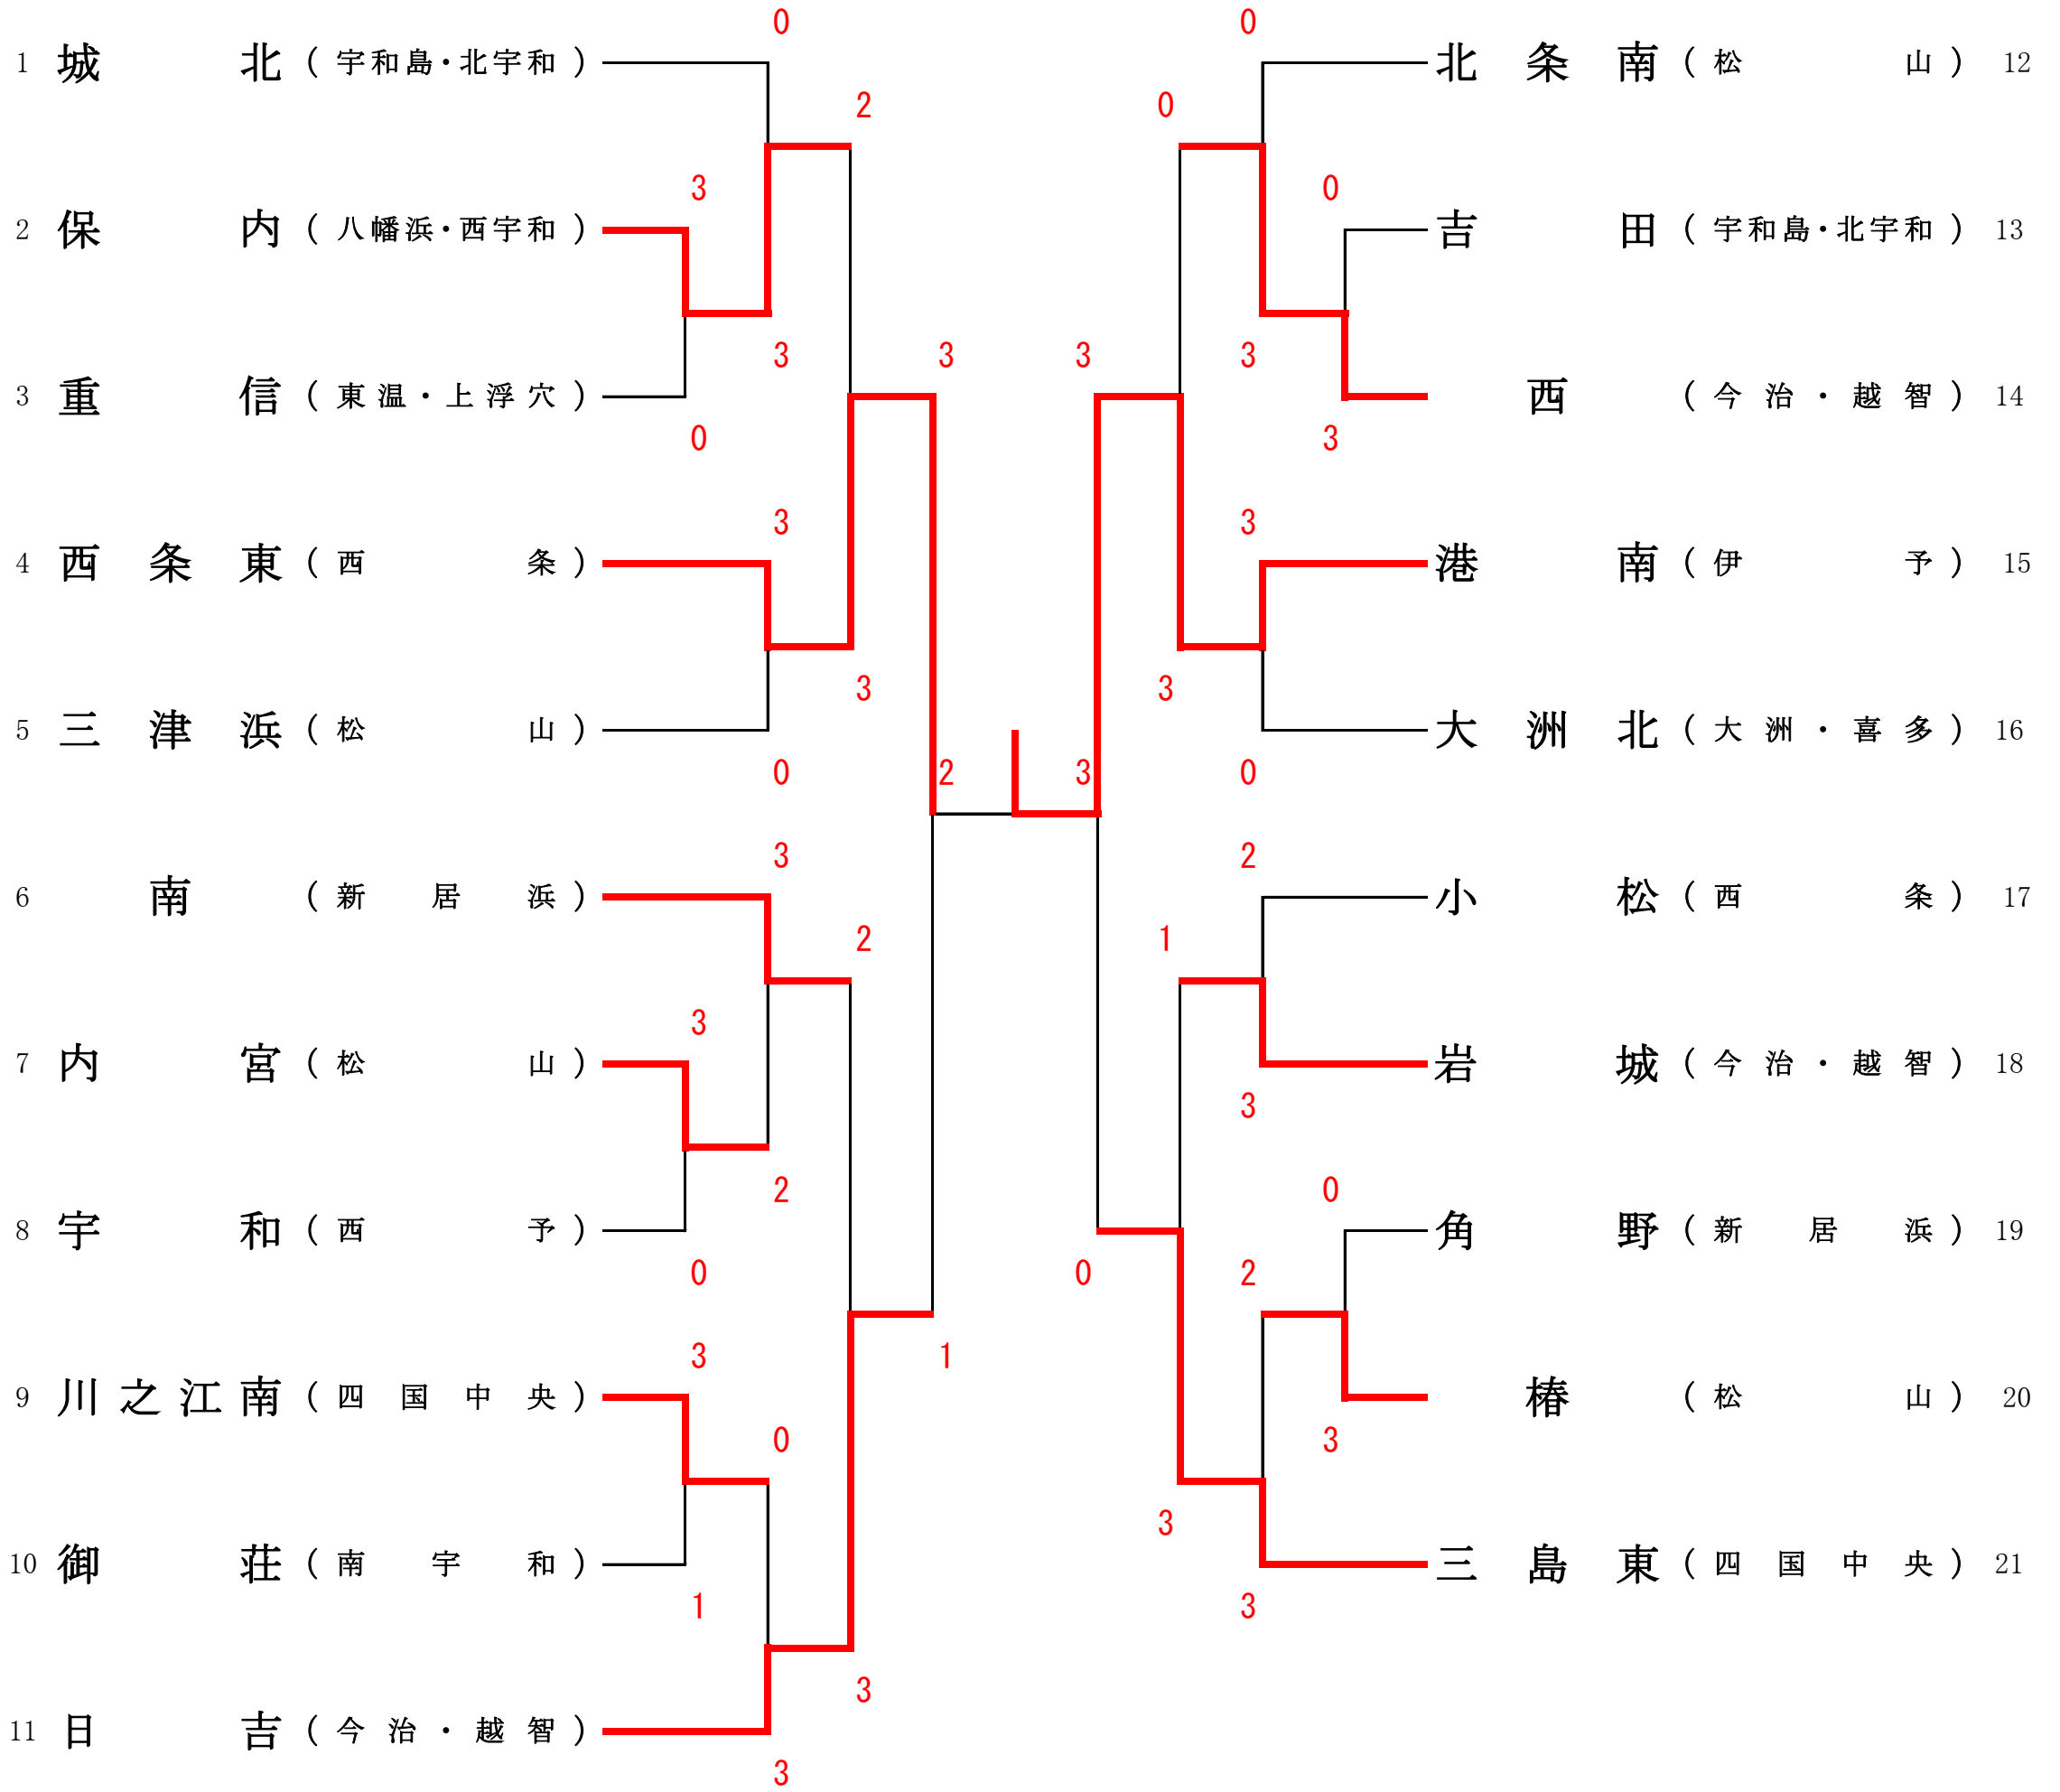 0 0
1 城北（宇和島・北宇和） 北条南（松山）12
2 0
3 0
2 保内（八幡浜・西宇和） 吉田（宇和島・北宇和）13
3 3 3 3
3 重信（東温・上浮穴） 西（今治・越智）14
0 3
3 3
4 西条東（西条） 港南（伊予）15
3 3
5 三津浜（松山） 大洲北（大洲・喜多）16
0 2 3 0
3 2
6 南（新居浜） 小松（西条）17
2 1
3
7 内宮（松山） 岩城（今治・越智）18
3
2 0
8 宇和（西予） 角野（新居浜）19
0 0 2
3 1
9 川之江南（四国中央） 椿（松山）20
0 3
3
10 御荘（南宇和） 三島東（四国中央）21
1 3
3
11 日吉（今治・越智）
3